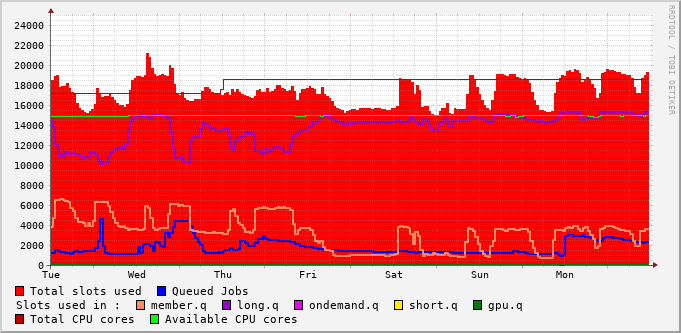 24000
22000
20000
18000
16000
14000
12000
10000
8000
6000
4000
2000
0
Tue Wed Thu Fri Sat Sun Mon
RRDTOOL / TOBI OETIKER
Total slots used Queued Jobs
Slots used in : member.q long.q ondemand.q short.q gpu.q
Total CPU cores Available CPU cores